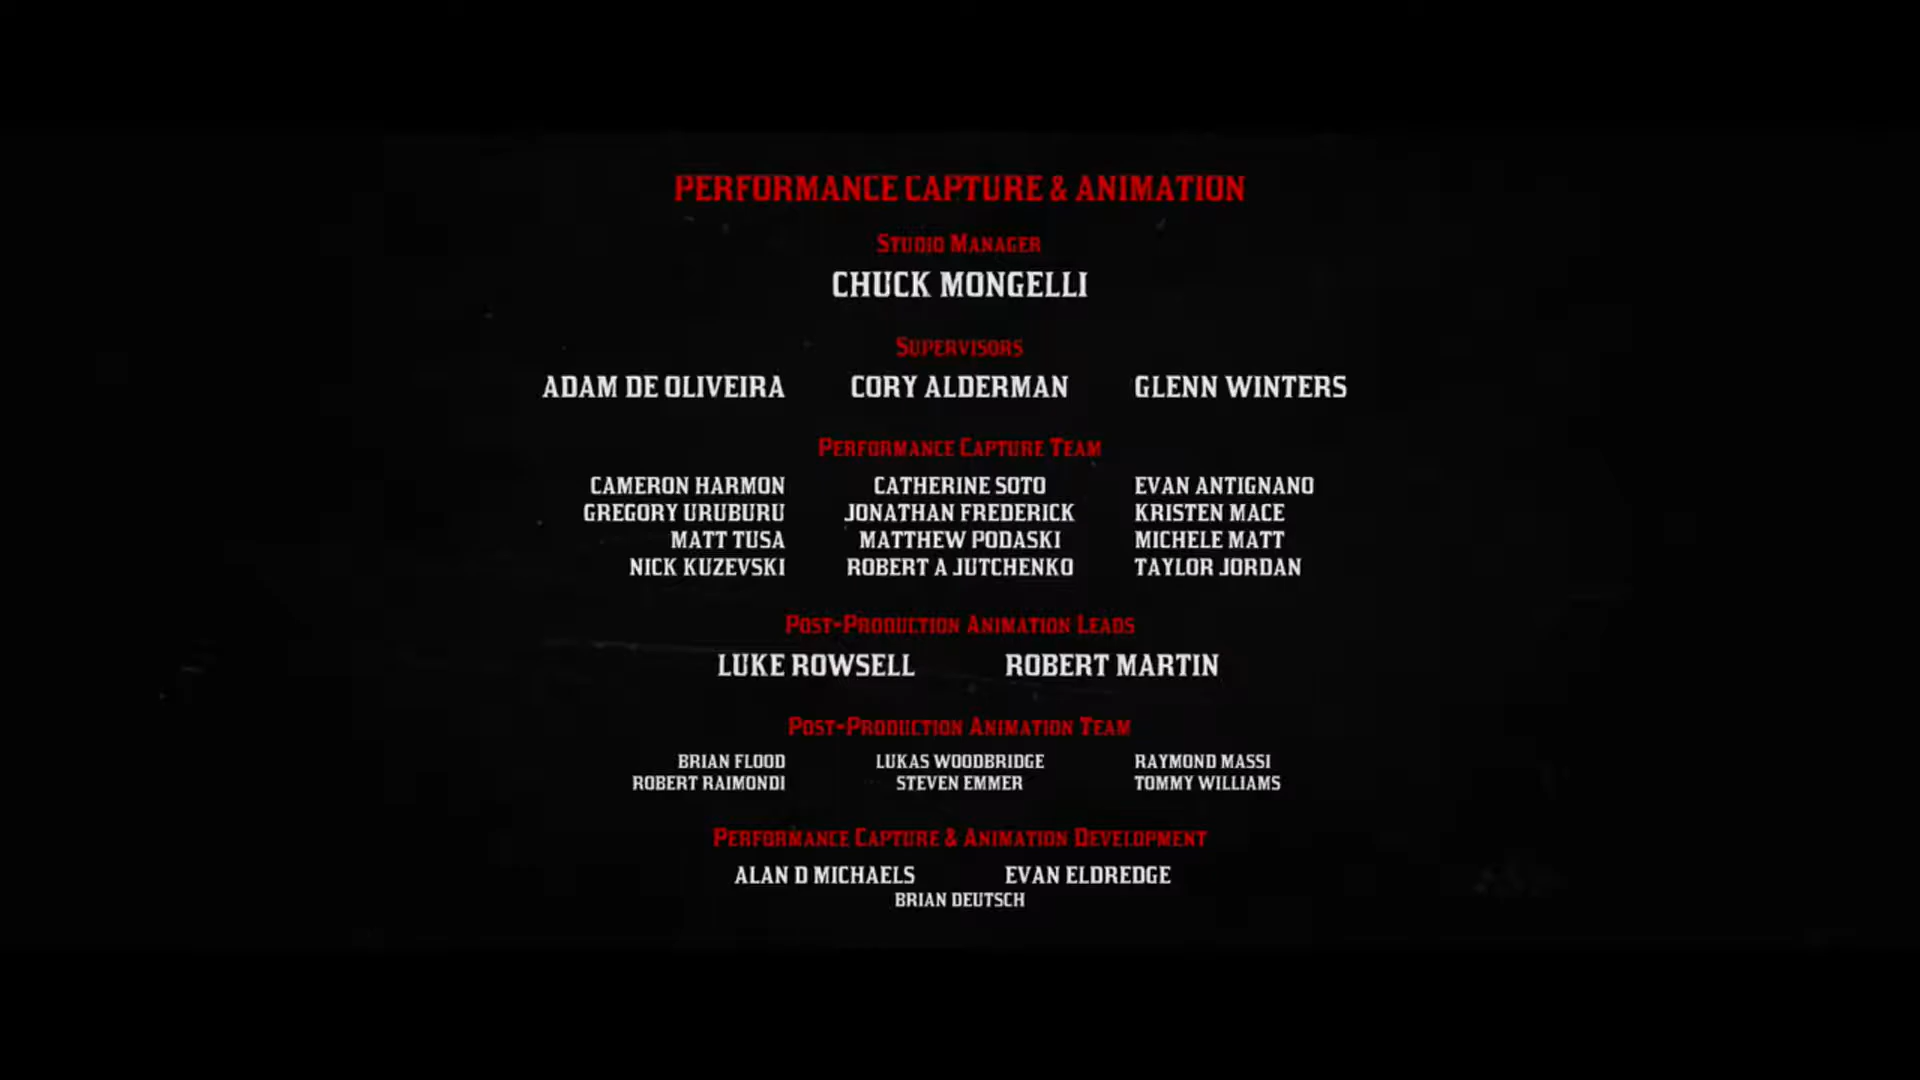 PERFORMANCE CAPTURE & ANIMATION
STUDIO MANAGER
CHUCK MONGELLI
SUPERVISORS
ADAM DE OLIVEIRA CORY ALDERMAN GLENN WINTERS
PERFORMANCE CAPTURE TEAM
CAMERON HARMON CATHERINE SOTO EVAN ANTIGNANO
GREGORY URUBURU JONATHAN FREDERICK KRISTEN MACE
MATT TUSA MATTHEW PODASKI MICHELE MATT
NICK KUZEVSKI ROBERT A JUTCHENKO TAYLOR JORDAN
POST-PRODUCTION ANIMATION LEADS
LUKE ROWSELL ROBERT MARTIN
POST-PRODUCTION ANIMATION TEAM
BRIAN FLOOD LUKAS WOODBRIDGE RAYMOND MASSI
ROBERT RAIMONDI STEVEN EMMER TOMMY WILLIAMS
PERFORMANCE CAPTURE & ANIMATION DEVELOPMENT
ALAN D MICHAELS EVAN ELDREDGE
BRIAN DEUTSCH